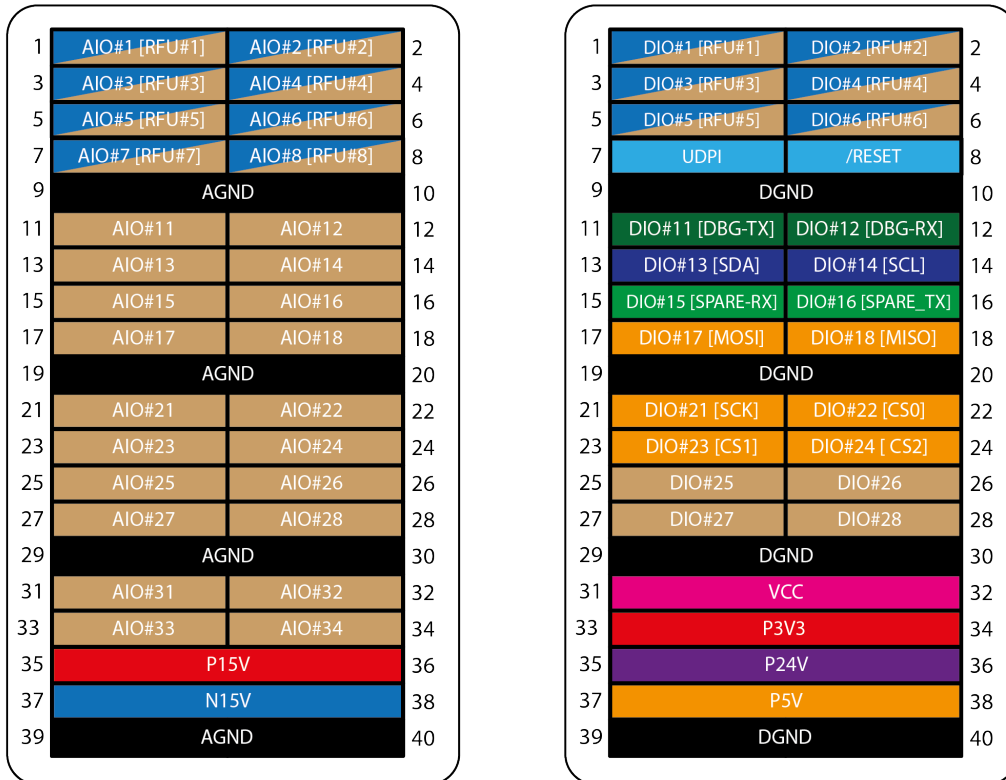 1 AIO#1 [RFU#1] AIO#2 [RFU#2] 2
3 AIO#3 [RFU#3] AIO#4 [RFU#4] 4
5 AIO#5 [RFU#5] AIO#6 [RFU#6] 6
7 AIO#7 [RFU#7] AIO#8 [RFU#8] 8
9 AGND 10
11 AIO#11 AIO#12 12
13 AIO#13 AIO#14 14
15 AIO#15 AIO#16 16
17 AIO#17 AIO#18 18
19 AGND 20
21 AIO#21 AIO#22 22
23 AIO#23 AIO#24 24
25 AIO#25 AIO#26 26
27 AIO#27 AIO#28 28
29 AGND 30
31 AIO#31 AIO#32 32
33 AIO#33 AIO#34 34
35 P15V 36
37 N15V 38
39 AGND 40
1 DIO#1 [RFU#1] DIO#2 [RFU#2] 2
3 DIO#3 [RFU#3] DIO#4 [RFU#4] 4
5 DIO#5 [RFU#5] DIO#6 [RFU#6] 6
7 UDPI /RESET 8
9 DGND 10
11 DIO#11 [DBG-TX] DIO#12 [DBG-RX] 12
13 DIO#13 [SDA] DIO#14 [SCL] 14
15 DIO#15 [SPARE-RX] DIO#16 [SPARE_TX] 16
17 DIO#17 [MOSI] DIO#18 [MISO] 18
19 DGND 20
21 DIO#21 [SCK] DIO#22 [CS0] 22
23 DIO#23 [CS1] DIO#24 [ CS2] 24
25 DIO#25 DIO#26 26
27 DIO#27 DIO#28 28
29 DGND 30
31 VCC 32
33 P3V3 34
35 P24V 36
37 P5V 38
39 DGND 40